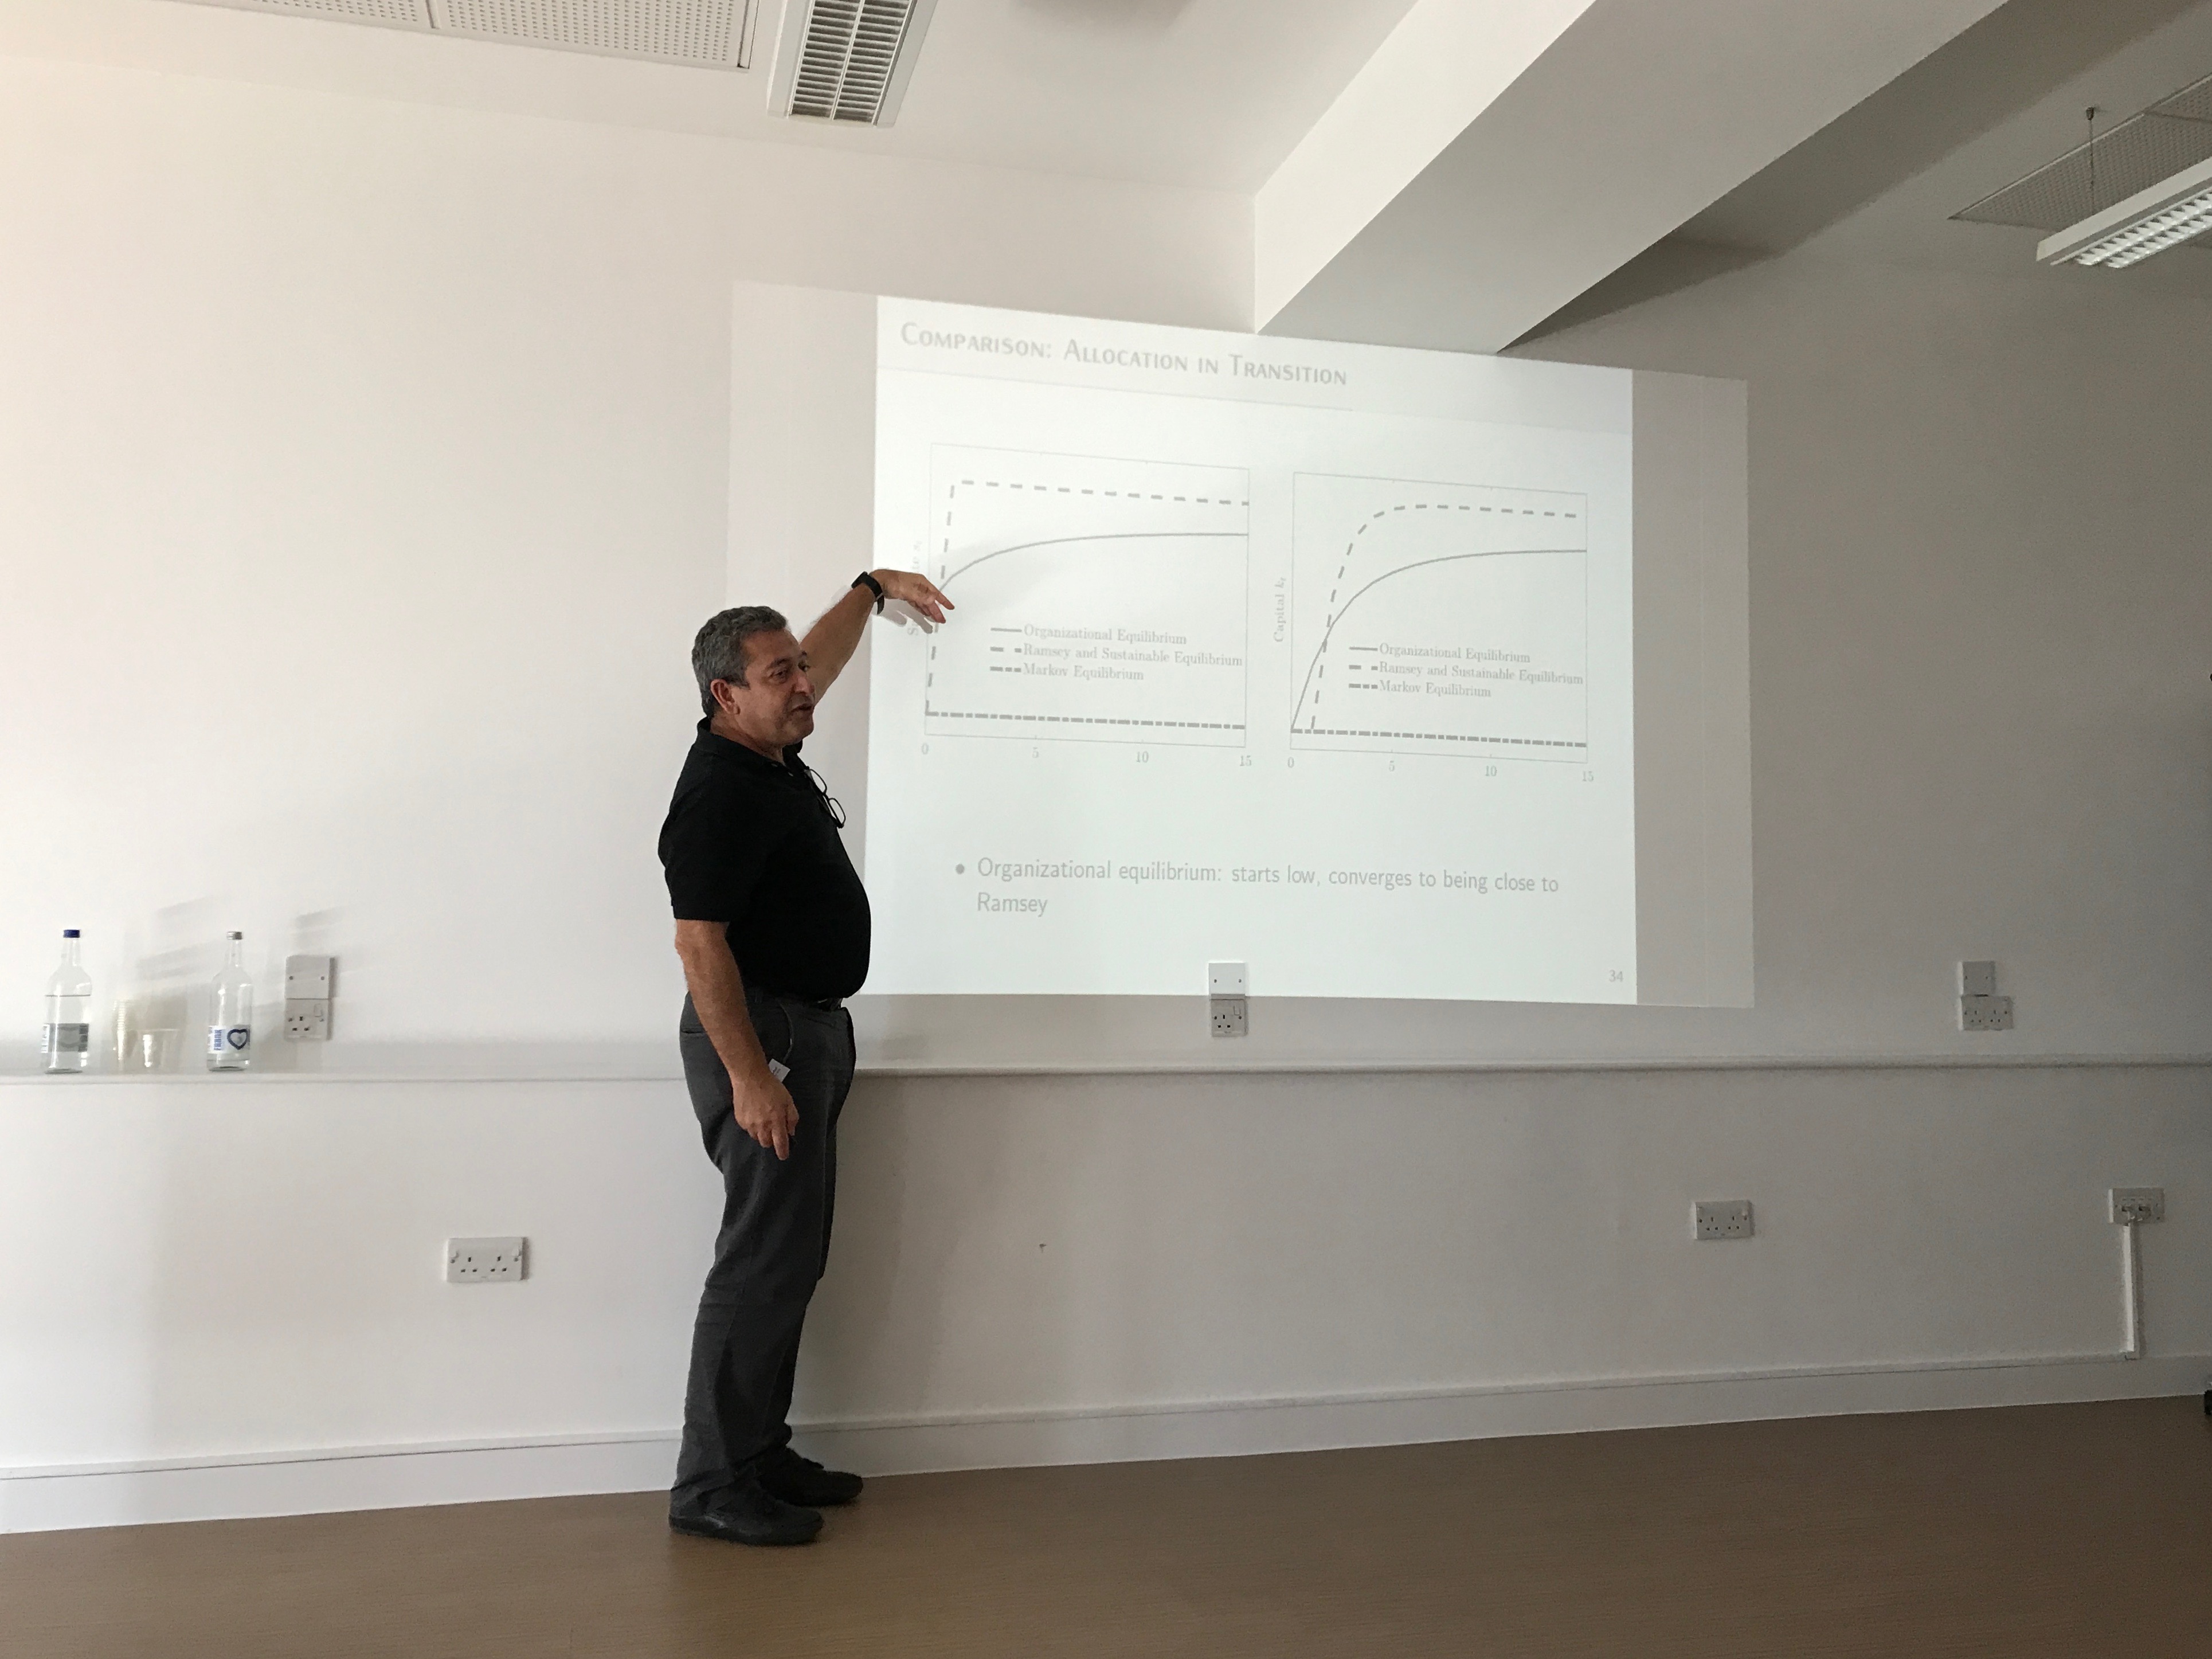 COMPARISON: ALLOCATION IN TRANSITION
Organizational Equilibrium
Ramsey and Sustainable Equilibrium
Markov Equilibrium
0 5 10 15
Capital kₜ
Organizational Equilibrium
Ramsey and Sustainable Equilibrium
Markov Equilibrium
0 5 10 15
• Organizational equilibrium: starts low, converges to being close to
Ramsey
34